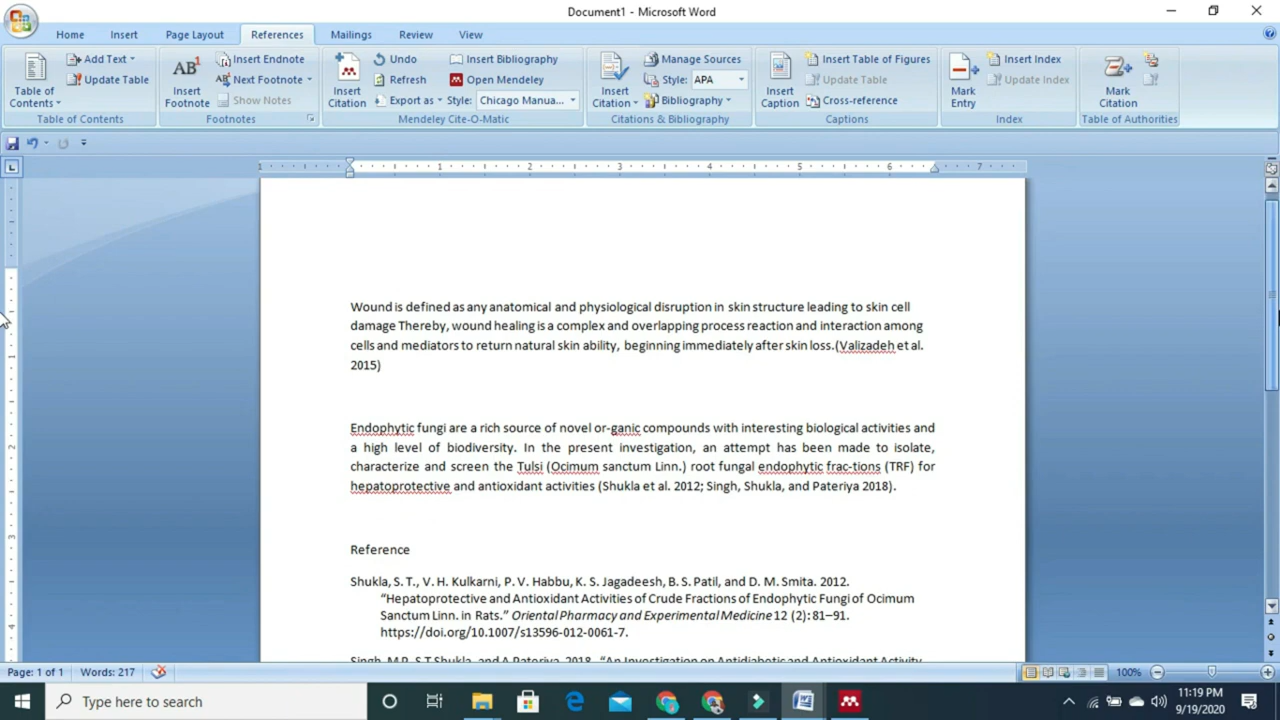 Document1 - Microsoft Word
Home Insert Page Layout References Mailings Review View
Table of Contents Add Text Update Table Table of Contents
AB1 Insert Footnote Insert Endnote Next Footnote Show Notes Footnotes
Insert Citation Undo Refresh Export as Insert Bibliography Open Mendeley Style: Chicago Manua... Mendeley Cite-O-Matic
Insert Citation Manage Sources Style: APA Bibliography Citations & Bibliography
Insert Caption Insert Table of Figures Update Table Cross-reference Captions
Mark Entry Insert Index Update Index Index
Mark Citation Table of Authorities
1 1 2 3 4 5 6 7
Wound is defined as any anatomical and physiological disruption in skin structure leading to skin cell
damage Thereby, wound healing is a complex and overlapping process reaction and interaction among
cells and mediators to return natural skin ability, beginning immediately after skin loss.(Valizadeh et al.
2015)
Endophytic fungi are a rich source of novel or-ganic compounds with interesting biological activities and
a high level of biodiversity. In the present investigation, an attempt has been made to isolate,
characterize and screen the Tulsi (Ocimum sanctum Linn.) root fungal endophytic frac-tions (TRF) for
hepatoprotective and antioxidant activities (Shukla et al. 2012; Singh, Shukla, and Pateriya 2018).
Reference
Shukla, S. T., V. H. Kulkarni, P. V. Habbu, K. S. Jagadeesh, B. S. Patil, and D. M. Smita. 2012.
“Hepatoprotective and Antioxidant Activities of Crude Fractions of Endophytic Fungi of Ocimum
Sanctum Linn. in Rats.” Oriental Pharmacy and Experimental Medicine 12 (2): 81–91.
https://doi.org/10.1007/s13596-012-0061-7.
Singh, M.P., S.T Shukla, and A Pateriya. 2018. “An Investigation on Antidiabetic and Antioxidant Activity
Page: 1 of 1 Words: 217 100%
Type here to search
11:19 PM
9/19/2020